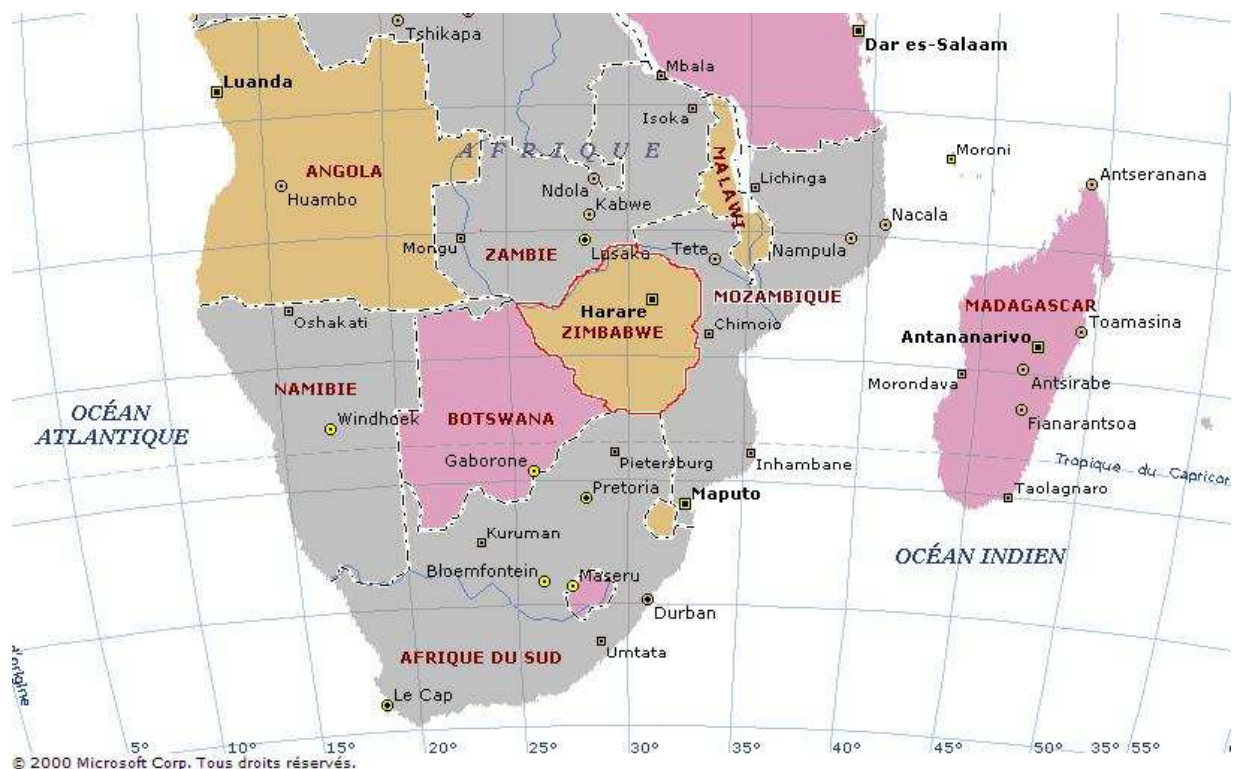 Tshikapa
Dar es-Salaam
Mbala
Luanda
Isoka
AFRIQUE
Moroni
MALAWI
ANGOLA
Lichinga
Antseranana
Ndola
Huambo
Kabwe
Nacala
Mongu
Lusaka
Tete
Nampula
ZAMBIE
MOZAMBIQUE
MADAGASCAR
Harare
Oshakati
Chimoio
Toamasina
ZIMBABWE
Antananarivo
NAMIBIE
Morondava
Antsirabe
OCÉAN
ATLANTIQUE
Windhoek
BOTSWANA
Fianarantsoa
Gaborone
Pietersburg
Inhambane
Tropique du Capricor
Pretoria
Maputo
Taolagnaro
Kuruman
OCÉAN INDIEN
Bloemfontein
Maseru
Durban
AFRIQUE DU SUD
Umtata
d'origine
Le Cap
5° 10° 15° 20° 25° 30° 35° 40° 45° 50° 35° 55°
© 2000 Microsoft Corp. Tous droits réservés.